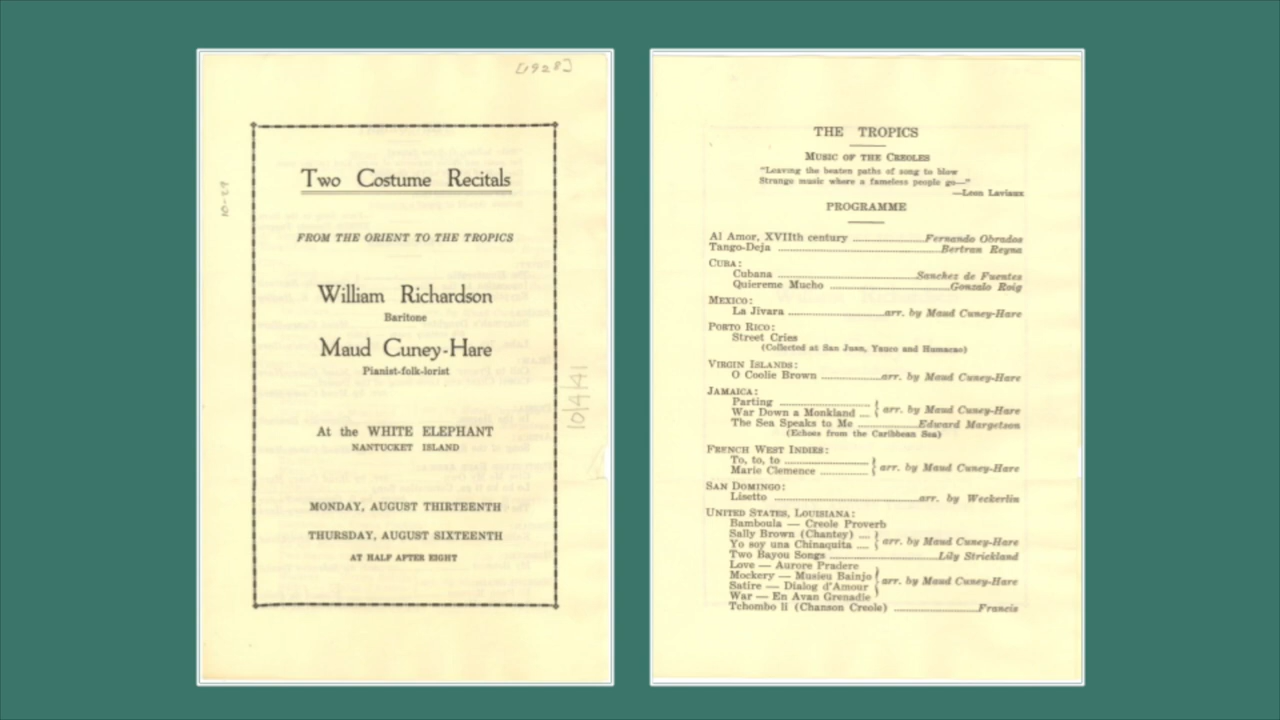 [1928]
10-29
Two Costume Recitals
FROM THE ORIENT TO THE TROPICS
William Richardson
Baritone
Maud Cuney-Hare
Pianist-folk-lorist
10/4/41
At the WHITE ELEPHANT
NANTUCKET ISLAND
MONDAY, AUGUST THIRTEENTH
THURSDAY, AUGUST SIXTEENTH
AT HALF AFTER EIGHT
THE TROPICS
MUSIC OF THE CREOLES
"Leaving the beaten paths of song to blow
Strange music where a fameless people go—"
—Leon Laviaux
PROGRAMME
Al Amor, XVIIth century ........................Fernando Obrados
Tango-Deja ........................Bertran Reyna
CUBA:
Cubana ........................Sanchez de Fuentes
Quiereme Mucho ........................Gonzalo Roig
MEXICO:
La Jivara ........................arr. by Maud Cuney-Hare
PORTO RICO:
Street Cries
(Collected at San Juan, Yauco and Humacao)
VIRGIN ISLANDS:
O Coolie Brown ........................arr. by Maud Cuney-Hare
JAMAICA:
Parting ........................
War Down a Monkland .... } arr. by Maud Cuney-Hare
The Sea Speaks to Me ........................Edward Margetson
(Echoes from the Caribbean Sea)
FRENCH WEST INDIES:
To, to, to ........................
Marie Clemence ............ } arr. by Maud Cuney-Hare
SAN DOMINGO:
Lisetto ........................arr. by Weckerlin
UNITED STATES, LOUISIANA:
Bamboula — Creole Proverb
Sally Brown (Chantey) ....
Yo soy una Chinaquita .... } arr. by Maud Cuney-Hare
Two Bayou Songs ........................Lily Strickland
Love — Aurore Pradere
Mockery — Musieu Bainjo
Satire — Dialog d'Amour } arr. by Maud Cuney-Hare
War — En Avan Grenadie
Tchombo li (Chanson Creole) ........................Francis